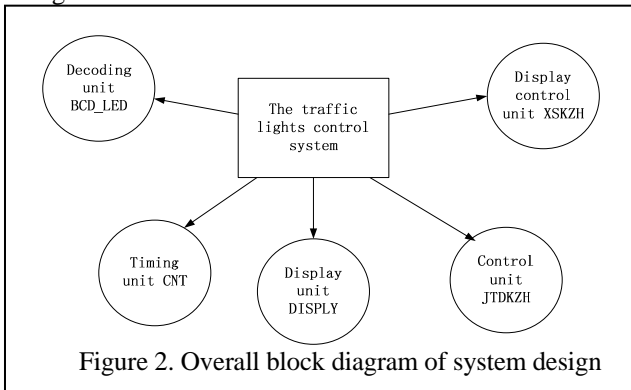 Decoding
unit
BCD_LED
The traffic
lights control
system
Display
control
unit XSKZH
Timing
unit CNT
Display
unit
DISPLY
Control
unit
JTDKZH
Figure 2. Overall block diagram of system design